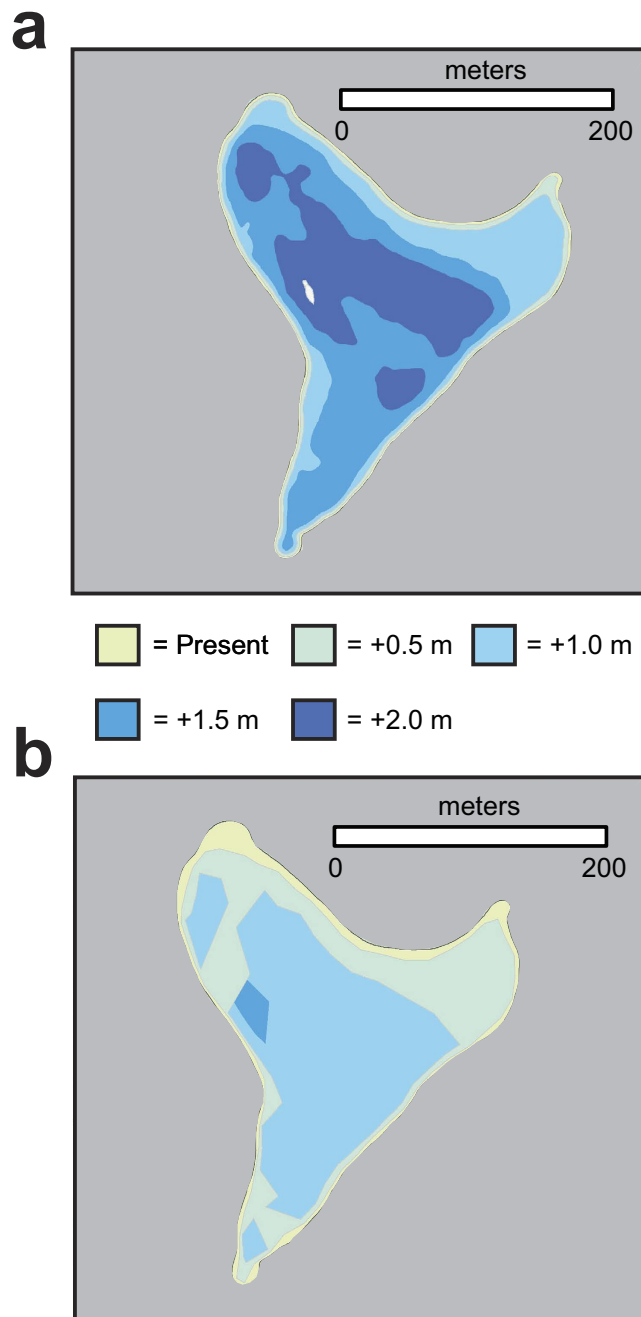 a
meters
0 200
= Present = +0.5 m = +1.0 m
= +1.5 m = +2.0 m
b
meters
0 200